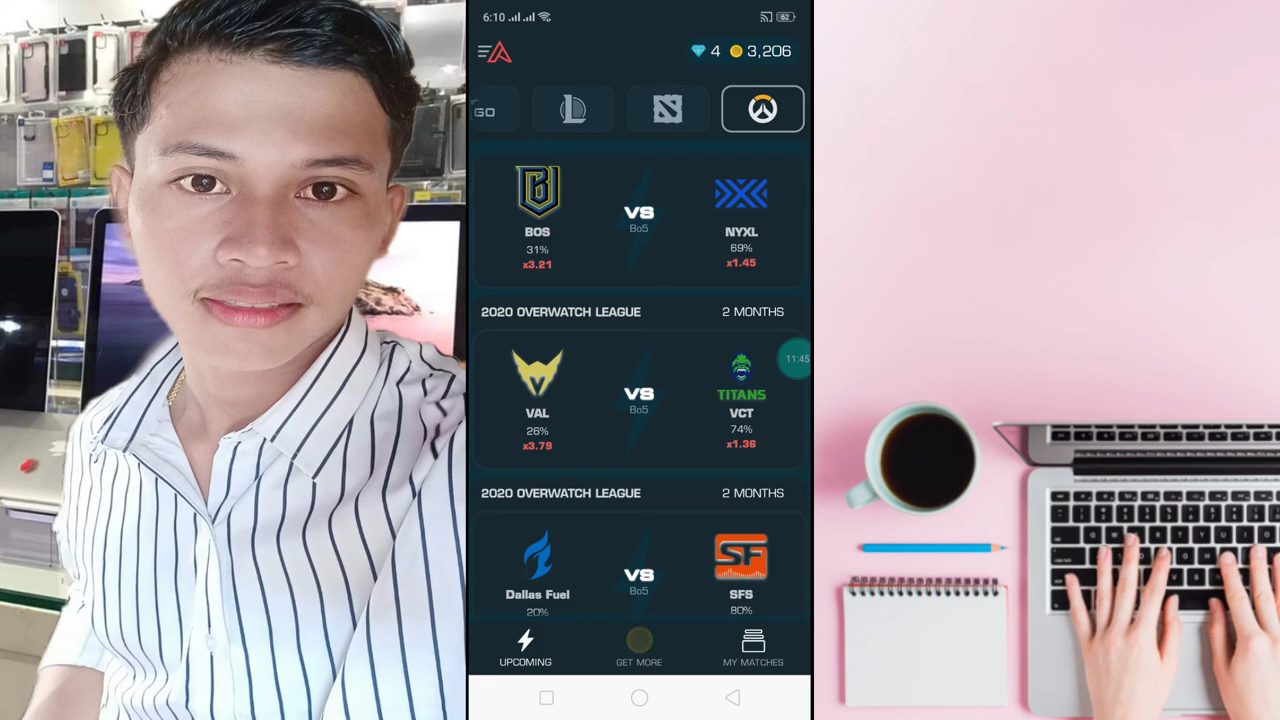 6:10
62
4
3,206
GO
BOS
31%
x3.21
VS
Bo5
NYXL
69%
x1.45
2020 OVERWATCH LEAGUE
2 MONTHS
VAL
26%
x3.79
VS
Bo5
TITANS
VCT
74%
x1.36
11:45
2020 OVERWATCH LEAGUE
2 MONTHS
Dallas Fuel
20%
VS
Bo5
SF
SFS
80%
UPCOMING
GET MORE
MY MATCHES